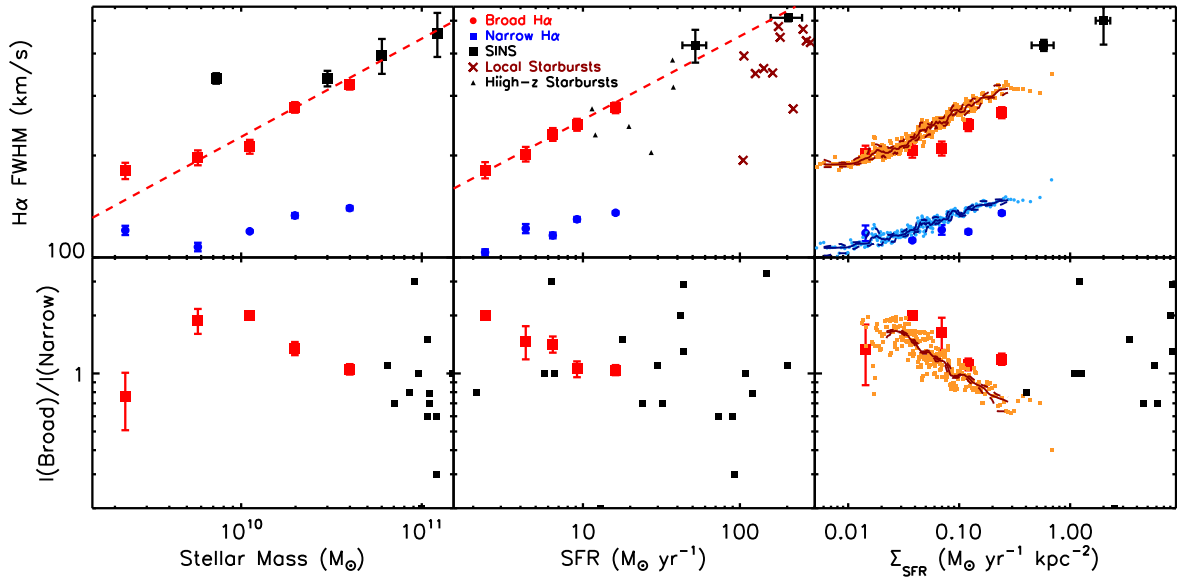 Hα FWHM (km/s)
100
Broad Hα
Narrow Hα
SINS
Local Starbursts
Hiigh-z Starbursts
I(Broad)/I(Narrow)
1
10¹⁰
10¹¹
Stellar Mass (M☉)
10
100
SFR (M☉ yr⁻¹)
0.01
0.10
1.00
Σ_SFR (M☉ yr⁻¹ kpc⁻²)